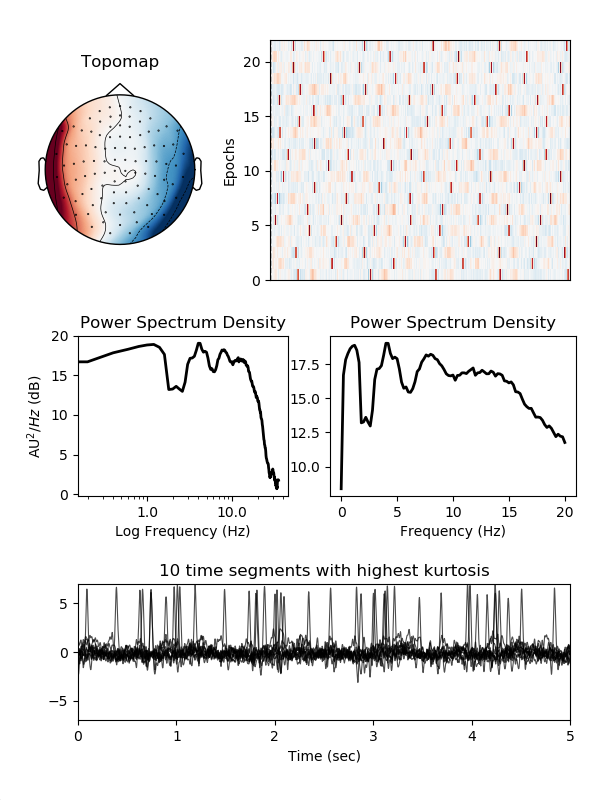 Topomap
Epochs
20
15
10
5
0
Power Spectrum Density
AU²/Hz (dB)
20
15
10
5
0
1.0 10.0
Log Frequency (Hz)
Power Spectrum Density
17.5
15.0
12.5
10.0
0 5 10 15 20
Frequency (Hz)
10 time segments with highest kurtosis
5
0
−5
0 1 2 3 4 5
Time (sec)